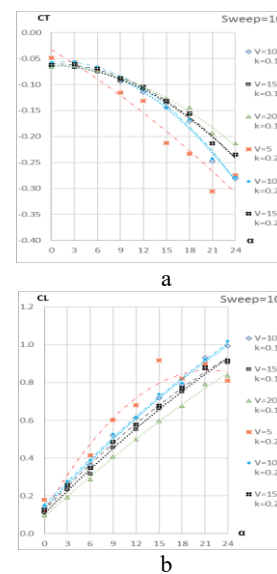 CT
Sweep=10
0.00
-0.05
-0.10
-0.15
-0.20
-0.25
-0.30
-0.35
-0.40
0 3 6 9 12 15 18 21 24
α
V=10
k=0.1
V=15
k=0.1
V=20
k=0.1
V=5
k=0.2
V=10
k=0.2
V=15
k=0.2
a
CL
Sweep=10
1.2
1.0
0.8
0.6
0.4
0.2
0.0
0 3 6 9 12 15 18 21 24
α
V=10
k=0.1
V=15
k=0.1
V=20
k=0.1
V=5
k=0.2
V=10
k=0.2
V=15
k=0.2
b